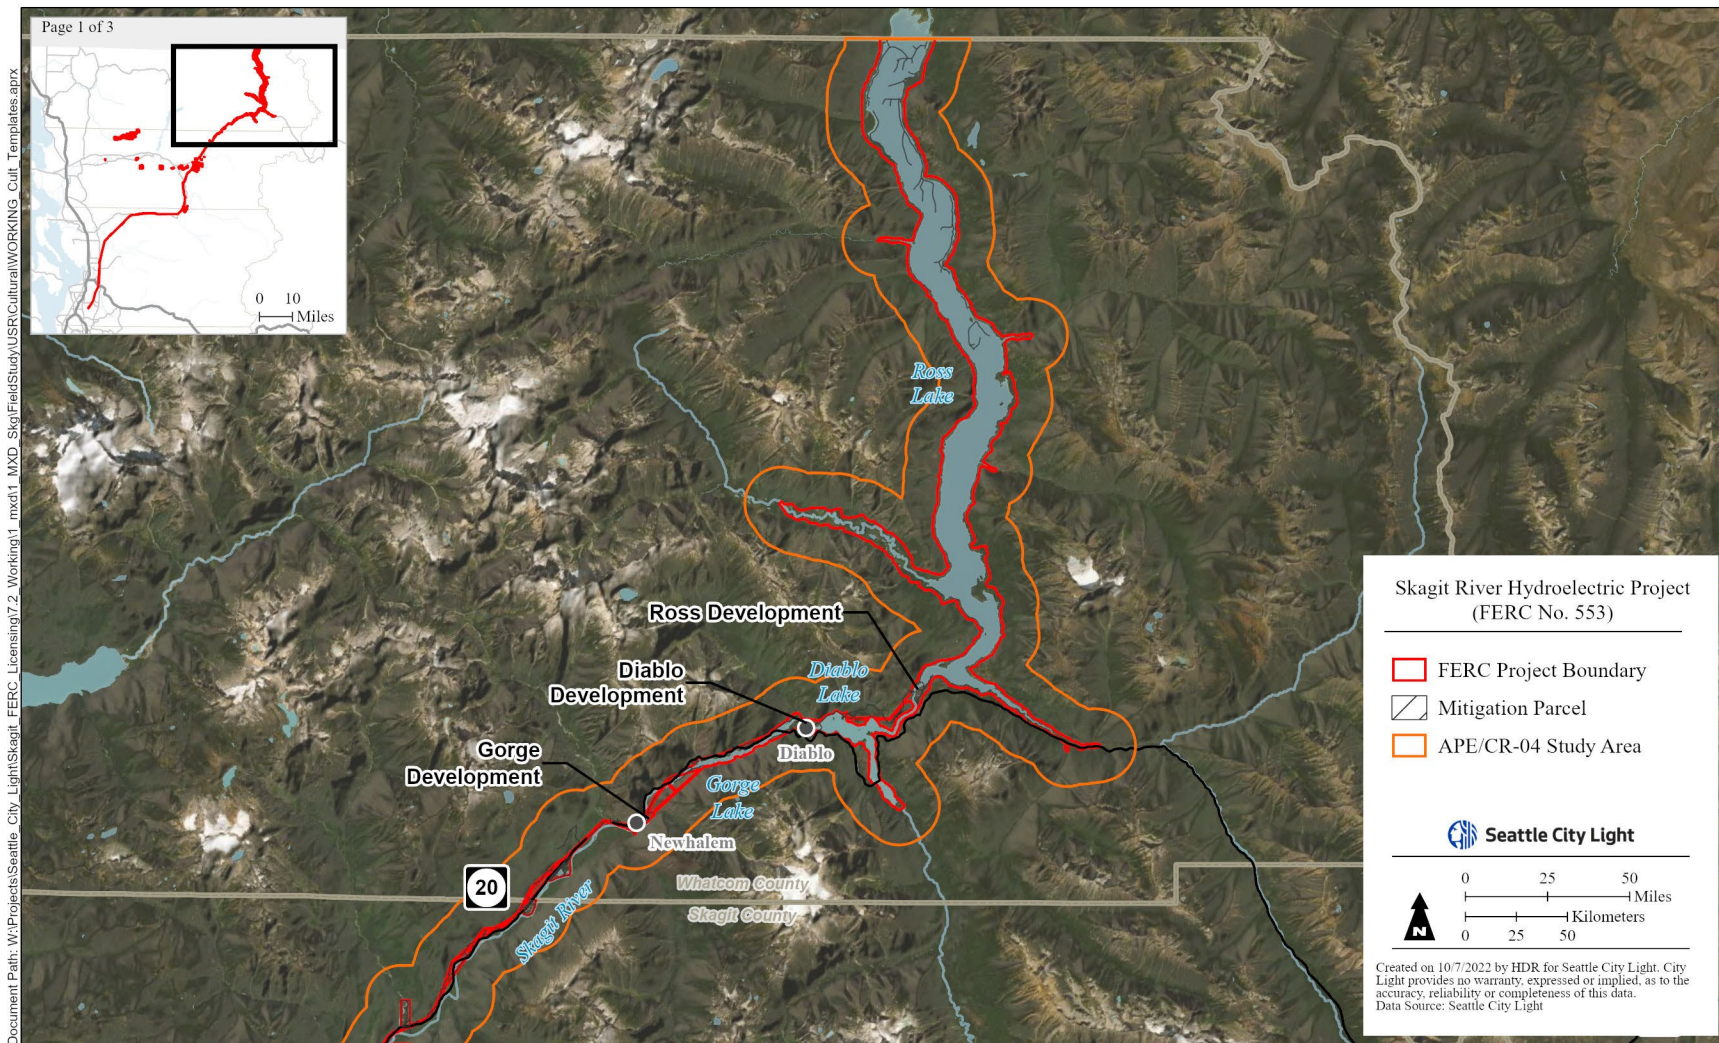 Page 1 of 3
0 10
Miles
Document Path: W:\Projects\Seattle_City_Light\Skagit_FERC_Licensing\7.2_Working\1_mxd\1_MXD_Skg\FieldStudy\USR\Cultural\WORKING_Cult_Templates.aprx
Ross
Lake
Ross Development
Diablo
Lake
Diablo
Development
Diablo
Gorge
Development
Gorge
Lake
Newhalem
20
Whatcom County
Skagit County
Skagit River
Skagit River Hydroelectric Project
(FERC No. 553)
FERC Project Boundary
Mitigation Parcel
APE/CR-04 Study Area
Seattle City Light
0 25 50
Miles
Kilometers
0 25 50
N
Created on 10/7/2022 by HDR for Seattle City Light. City
Light provides no warranty, expressed or implied, as to the
accuracy, reliability or completeness of this data.
Data Source: Seattle City Light